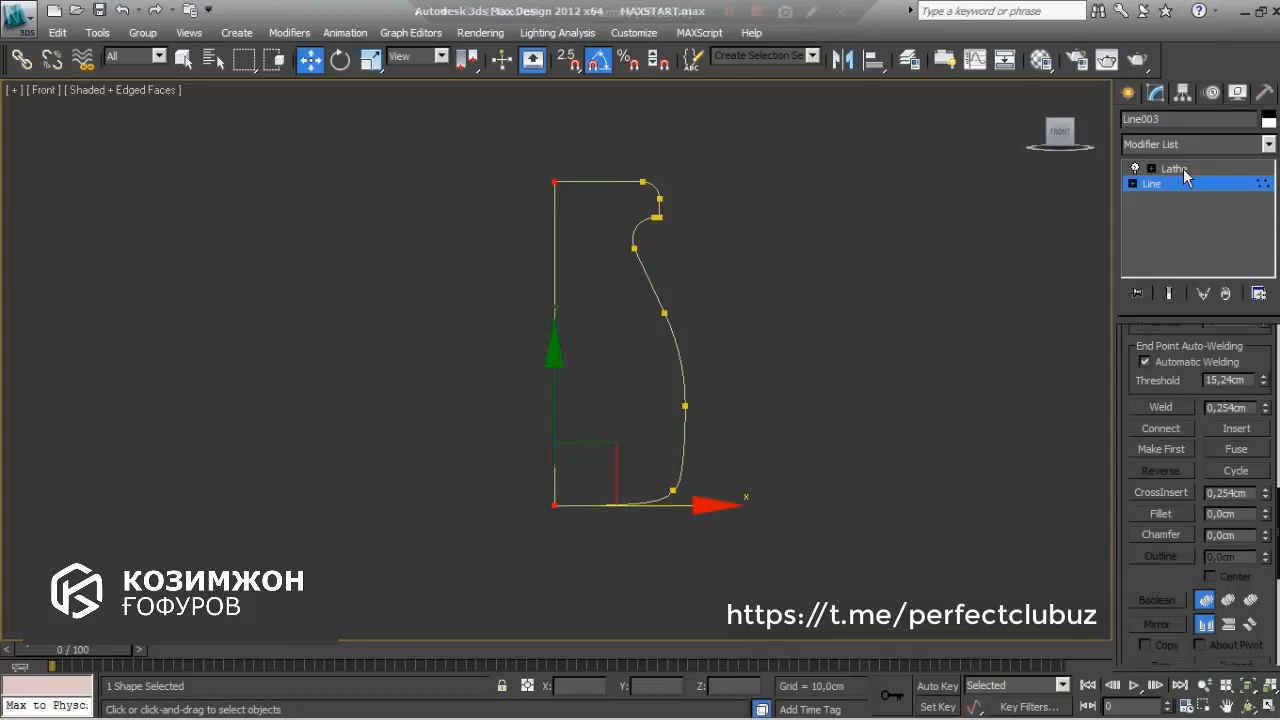 Autodesk 3ds Max Design 2012 x64    MAXSTART.max
Type a keyword or phrase
3DS
Edit Tools Group Views Create Modifiers Animation Graph Editors Rendering Lighting Analysis Customize MAXScript Help
All View 2.5 Create Selection Se
[ + ] [ Front ] [ Shaded + Edged Faces ]
FRONT
x
Line003
Modifier List
Lathe
Line
End Point Auto-Welding
Automatic Welding
Threshold 15,24cm
Weld 0,254cm
Connect Insert
Make First Fuse
Reverse Cycle
CrossInsert 0,254cm
Fillet 0,0cm
Chamfer 0,0cm
Outline 0,0cm
Center
Boolean
Mirror
Copy About Pivot
КОЗИМЖОН
ҒОФУРОВ
https://t.me/perfectclubuz
0 / 100
1 Shape Selected X: Y: Z: Grid = 10,0cm Auto Key Selected
Max to Physc Click or click-and-drag to select objects Add Time Tag Set Key Key Filters... 0